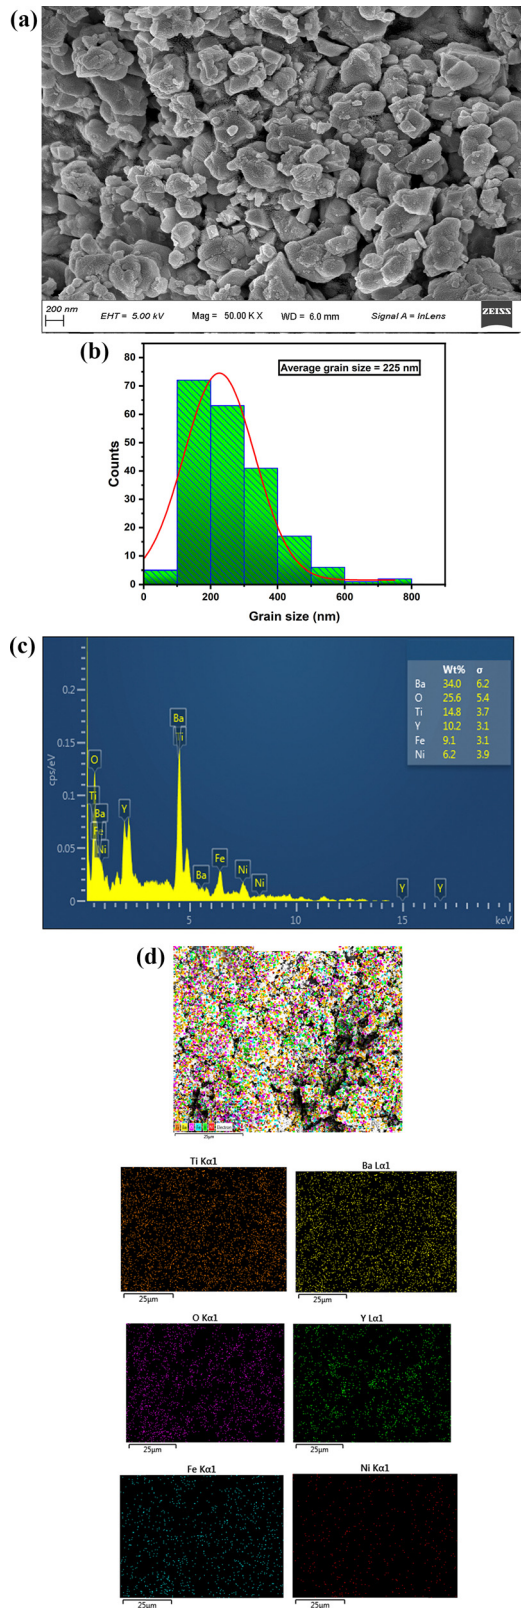 (a)
200 nm EHT = 5.00 kV Mag = 50.00 K X WD = 6.0 mm Signal A = InLens ZEISS
(b)
Average grain size = 225 nm
80
70
60
50
40
30
20
10
0
Counts
0 200 400 600 800
Grain size (nm)
(c)
Wt% σ
Ba 34.0 6.2
O 25.6 5.4
Ti 14.8 3.7
Y 10.2 3.1
Fe 9.1 3.1
Ni 6.2 3.9
0.2
0.15
0.1
0.05
0
cps/eV
Ba
Ti
O
Ti
Y
Ba
Fe
Ni
Ba
Fe
Ni
Ni
Y
Y
5 10 15 keV
(d)
25µm
Ti Kα1
Ba Lα1
25µm
25µm
O Kα1
Y Lα1
25µm
25µm
Fe Kα1
Ni Kα1
25µm
25µm